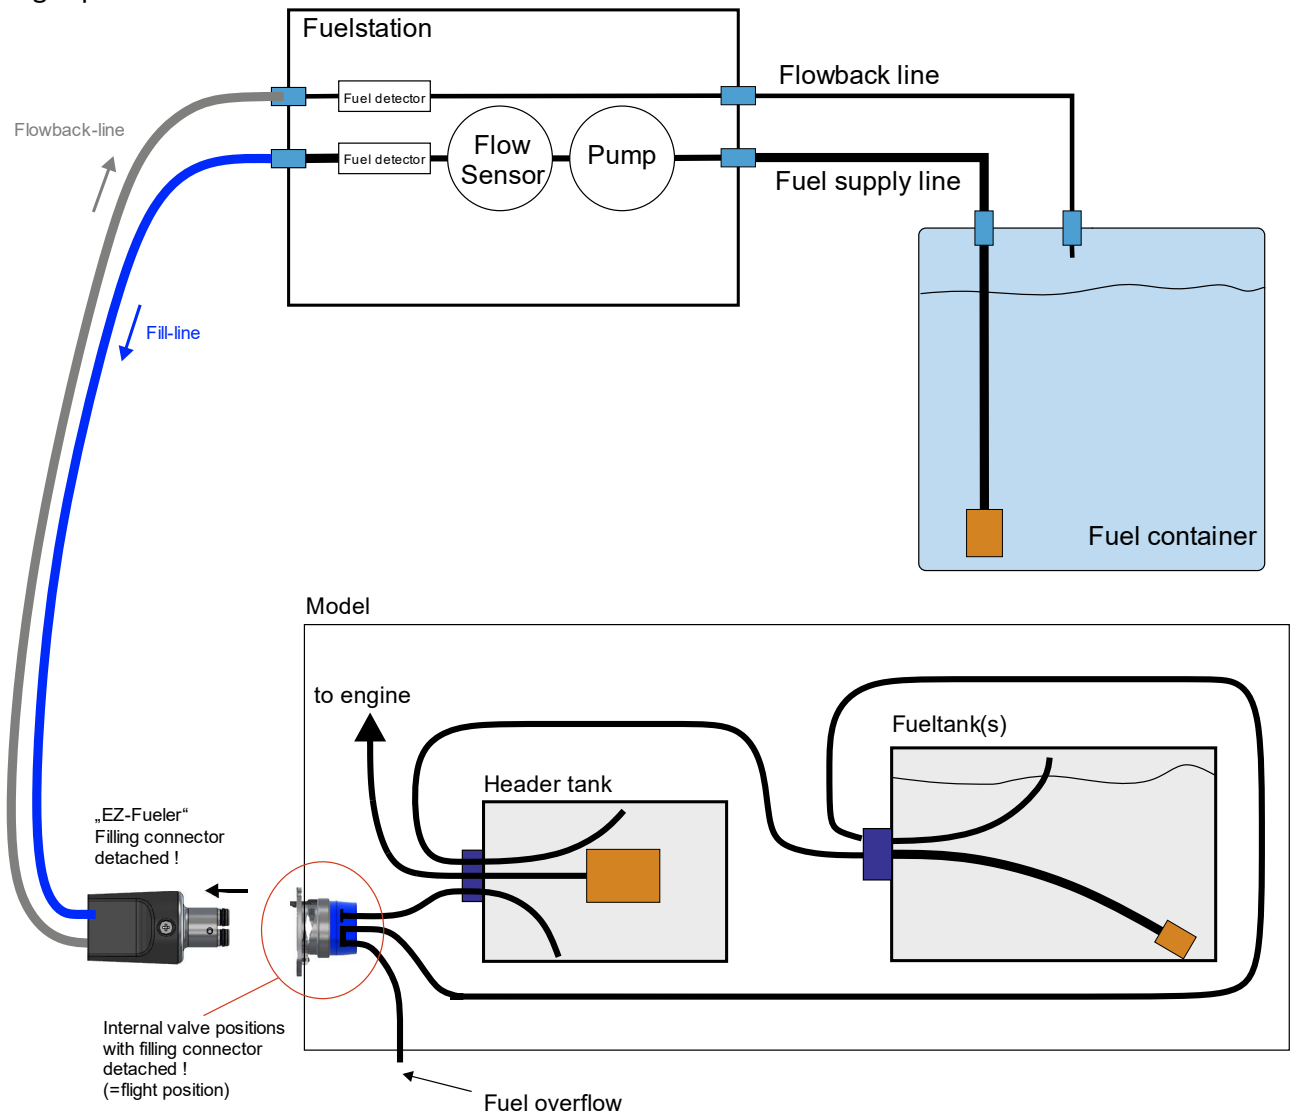 Fuelstation
Flowback line
Fuel detector
Flowback-line
Flow
Sensor
Pump
Fuel detector
Fuel supply line
Fill-line
Fuel container
Model
to engine
Fueltank(s)
Header tank
„EZ-Fueler“
Filling connector
detached !
Internal valve positions
with filling connector
detached !
(=flight position)
Fuel overflow